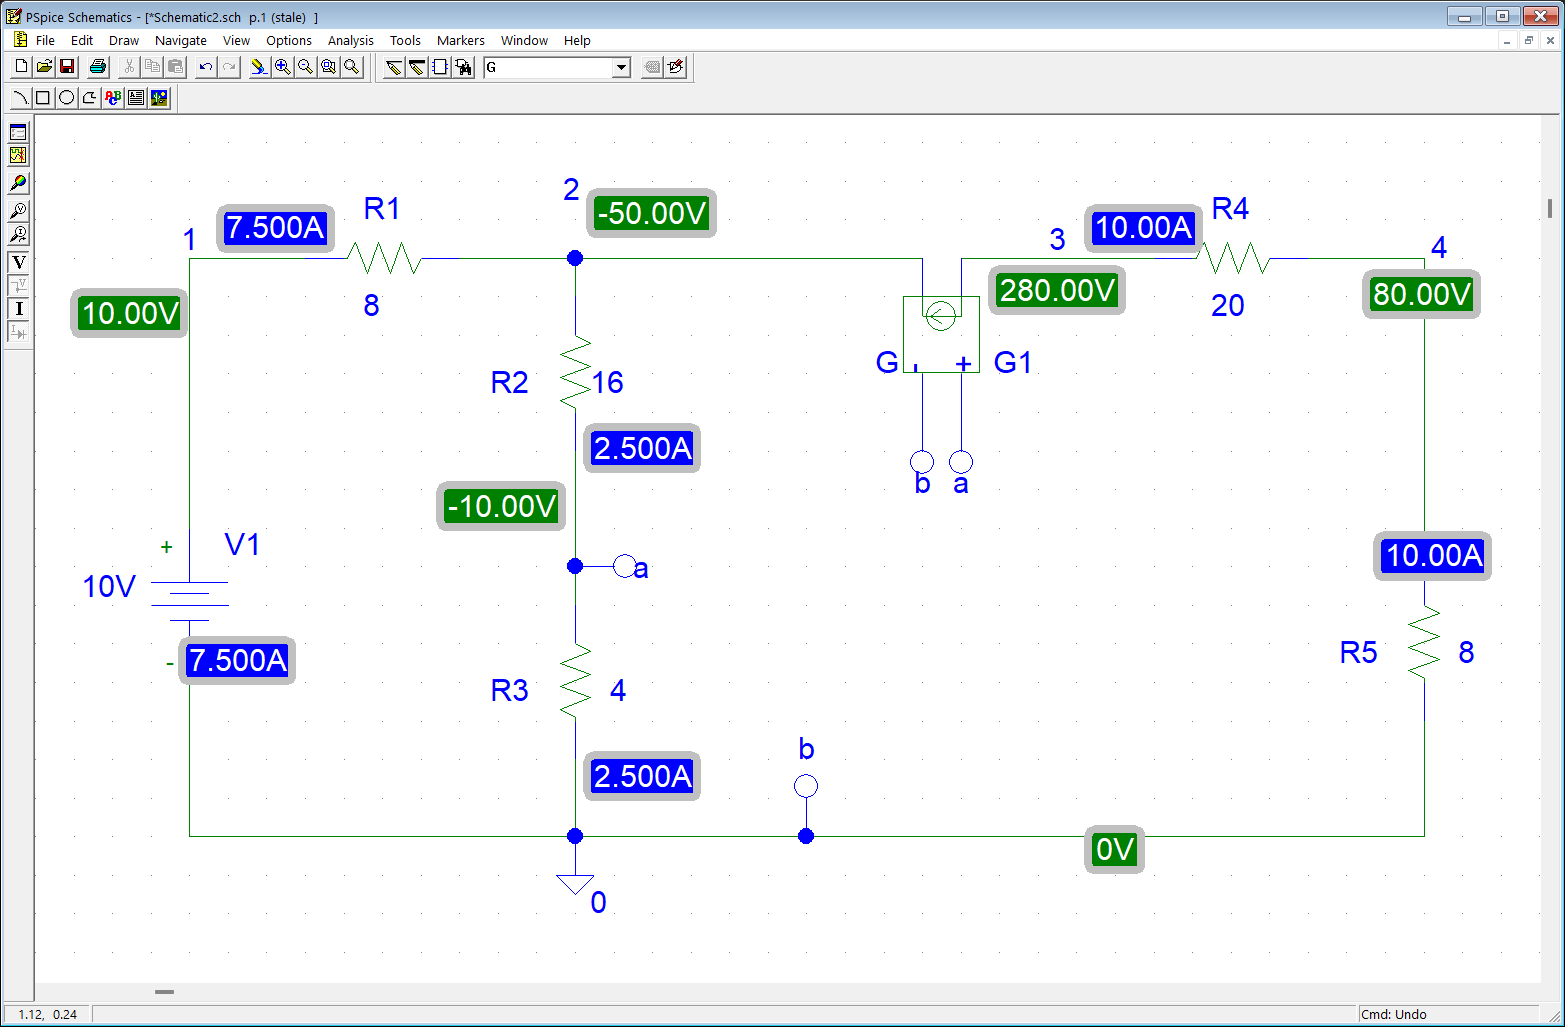 PSpice Schematics - [*Schematic2.sch p.1 (stale) ]
File Edit Draw Navigate View Options Analysis Tools Markers Window Help
G
ABC
V
I
2
R1
-50.00V
R4
1
7.500A
3
10.00A
4
10.00V
8
280.00V
20
80.00V
G - + G1
R2
16
2.500A
b a
-10.00V
+
V1
10.00A
10V
a
-
7.500A
R5
8
R3
4
b
2.500A
0V
0
1.12, 0.24
Cmd: Undo